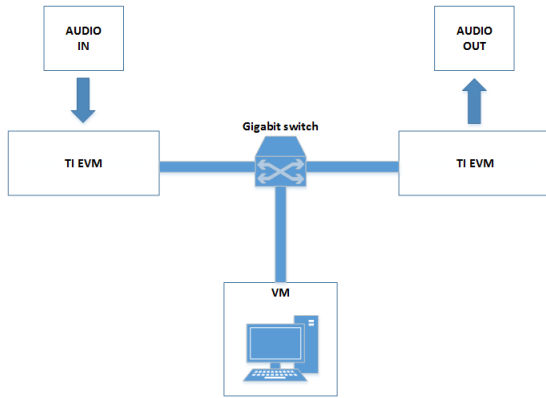 AUDIO
IN
AUDIO
OUT
Gigabit switch
TI EVM
TI EVM
VM